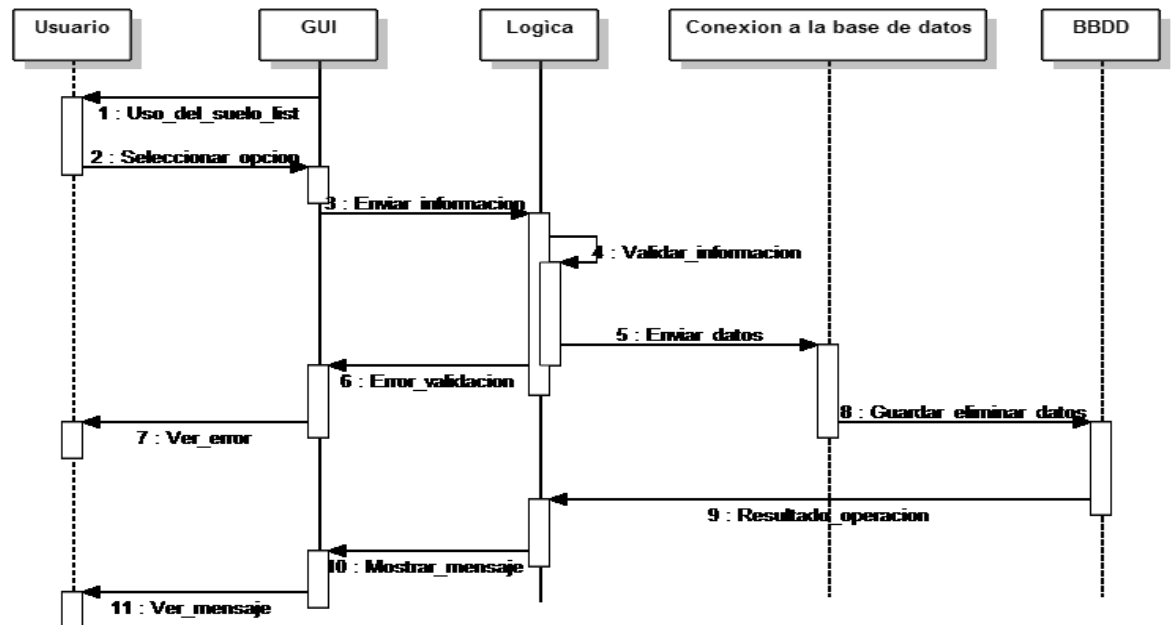 Usuario
GUI
Logica
Conexion a la base de datos
BBDD
1 : Uso_del_suelo_list
2 : Seleccionar_opcion
3 : Enviar_informacion
4 : Validar_informacion
5 : Enviar_datos
6 : Error_validacion
7 : Ver_error
8 : Guardar_eliminar_datos
9 : Resultado_operacion
10 : Mostrar_mensaje
11 : Ver_mensaje